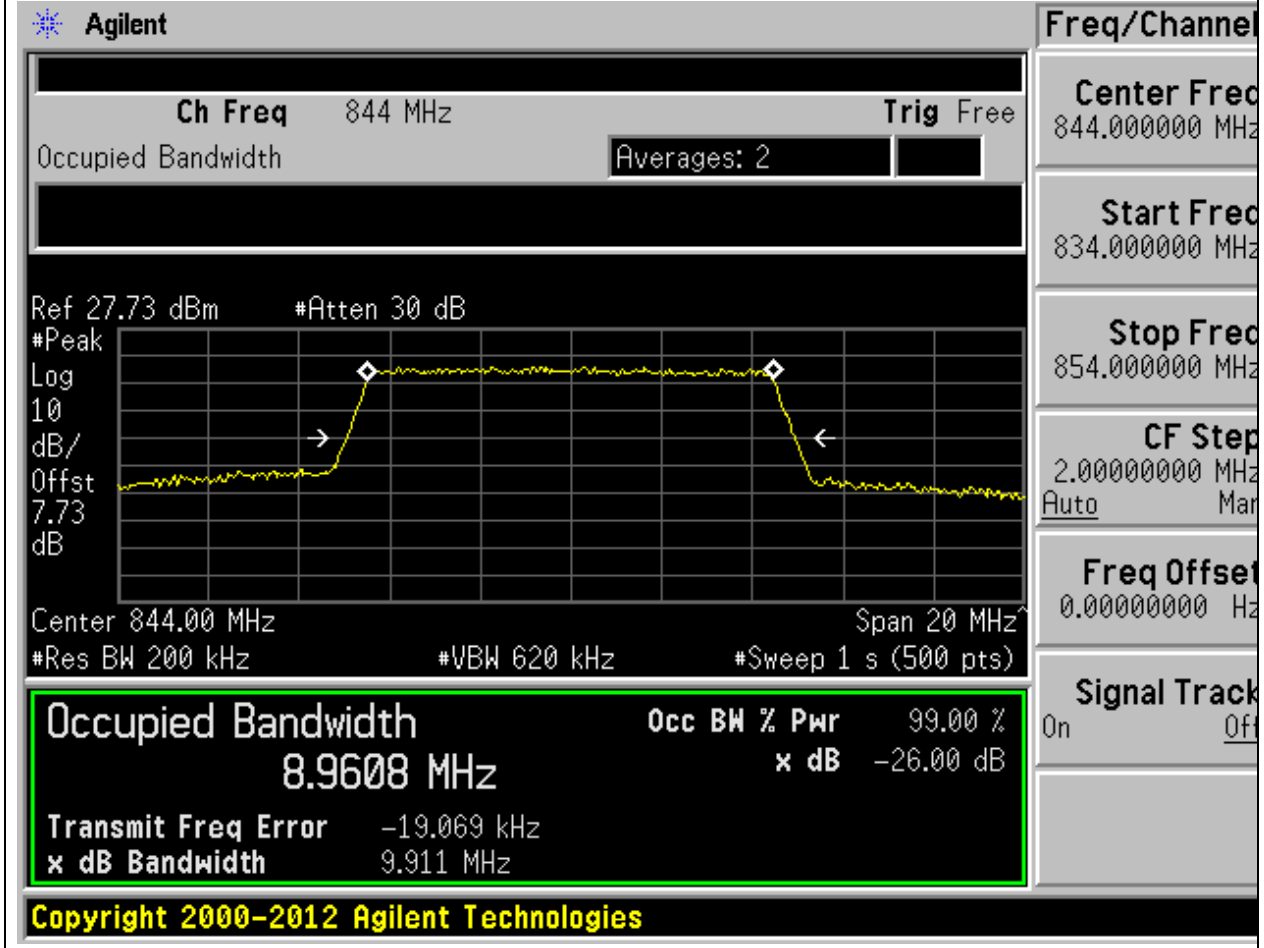 Agilent
Freq/Channel
Ch Freq 844 MHz Trig Free
Occupied Bandwidth Averages: 2
Center Freq
844.000000 MHz
Start Freq
834.000000 MHz
Stop Freq
854.000000 MHz
CF Step
2.00000000 MHz
Auto Man
Freq Offset
0.00000000 Hz
Signal Track
On Off
Ref 27.73 dBm #Atten 30 dB
#Peak
Log
10
dB/
Offst
7.73
dB
Center 844.00 MHz Span 20 MHz^
#Res BW 200 kHz #VBW 620 kHz #Sweep 1 s (500 pts)
Occupied Bandwidth Occ BW % Pwr 99.00 %
8.9608 MHz x dB -26.00 dB
Transmit Freq Error -19.069 kHz
x dB Bandwidth 9.911 MHz
Copyright 2000-2012 Agilent Technologies